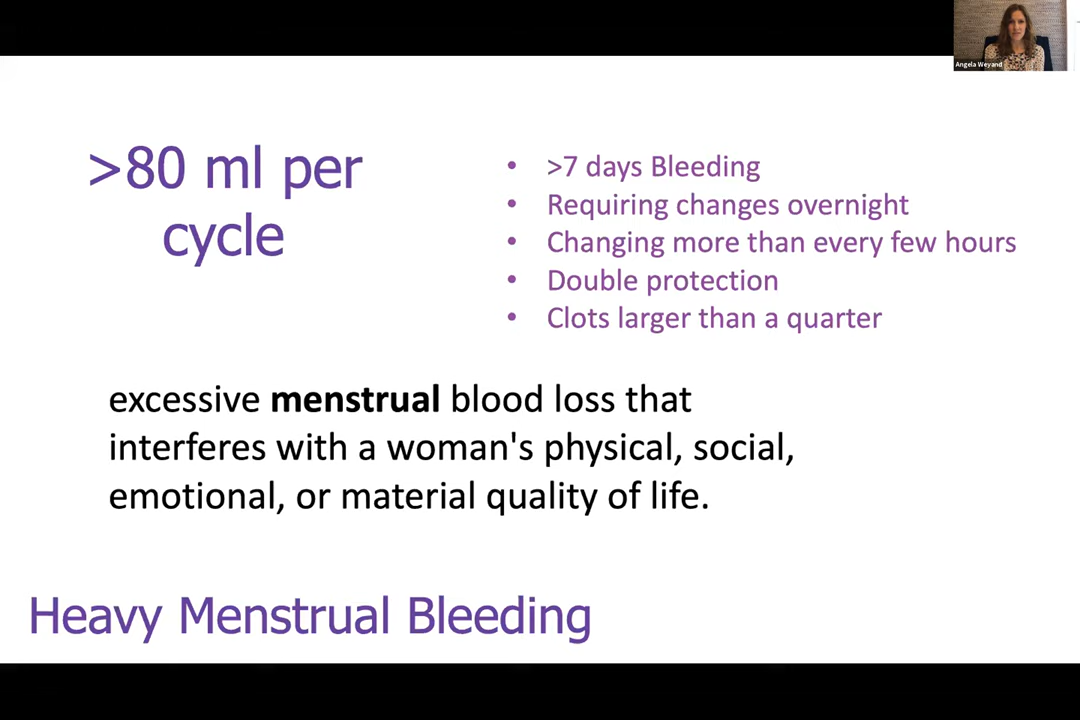 Angela Weyand
>80 ml per
cycle
• >7 days Bleeding
• Requiring changes overnight
• Changing more than every few hours
• Double protection
• Clots larger than a quarter
excessive menstrual blood loss that
interferes with a woman's physical, social,
emotional, or material quality of life.
Heavy Menstrual Bleeding